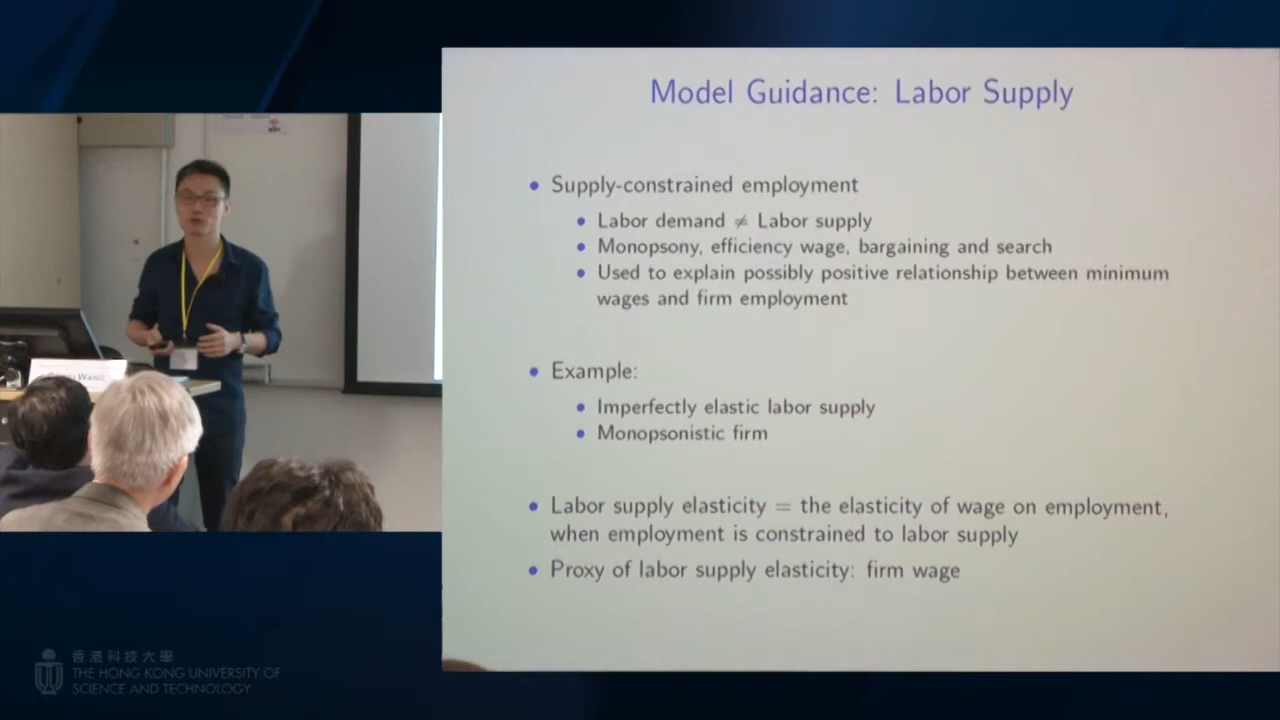 Model Guidance: Labor Supply
Supply-constrained employment
Labor demand ≠ Labor supply
Monopsony, efficiency wage, bargaining and search
Used to explain possibly positive relationship between minimum
wages and firm employment
Example:
Imperfectly elastic labor supply
Monopsonistic firm
Labor supply elasticity = the elasticity of wage on employment,
when employment is constrained to labor supply
Proxy of labor supply elasticity: firm wage
WANG
香港科技大學
THE HONG KONG UNIVERSITY OF
SCIENCE AND TECHNOLOGY